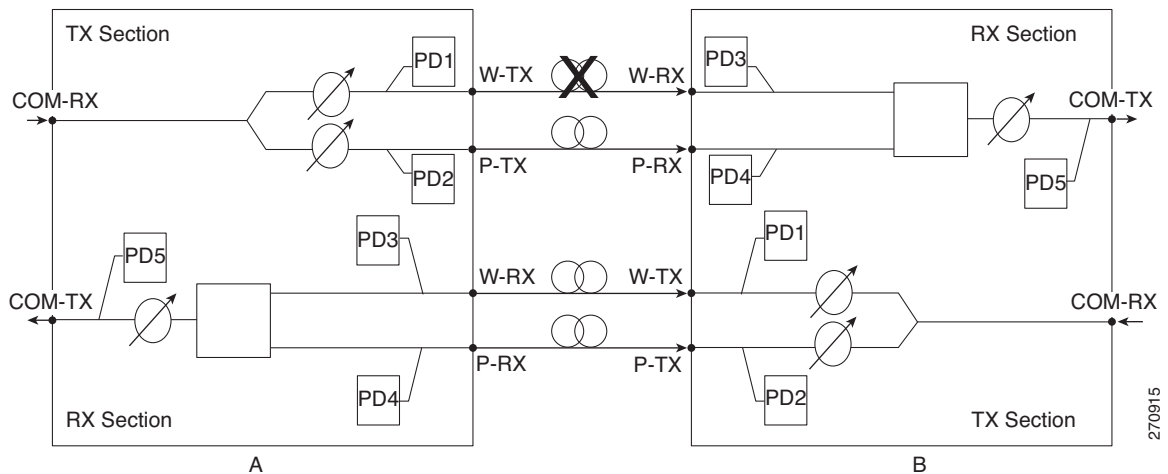 TX Section
RX Section
PD1
W-TX
W-RX
PD3
COM-RX
COM-TX
P-TX
P-RX
PD2
PD4
PD5
PD3
PD1
PD5
W-RX
W-TX
COM-TX
COM-RX
P-RX
P-TX
PD4
PD2
RX Section
TX Section
A
B
270915